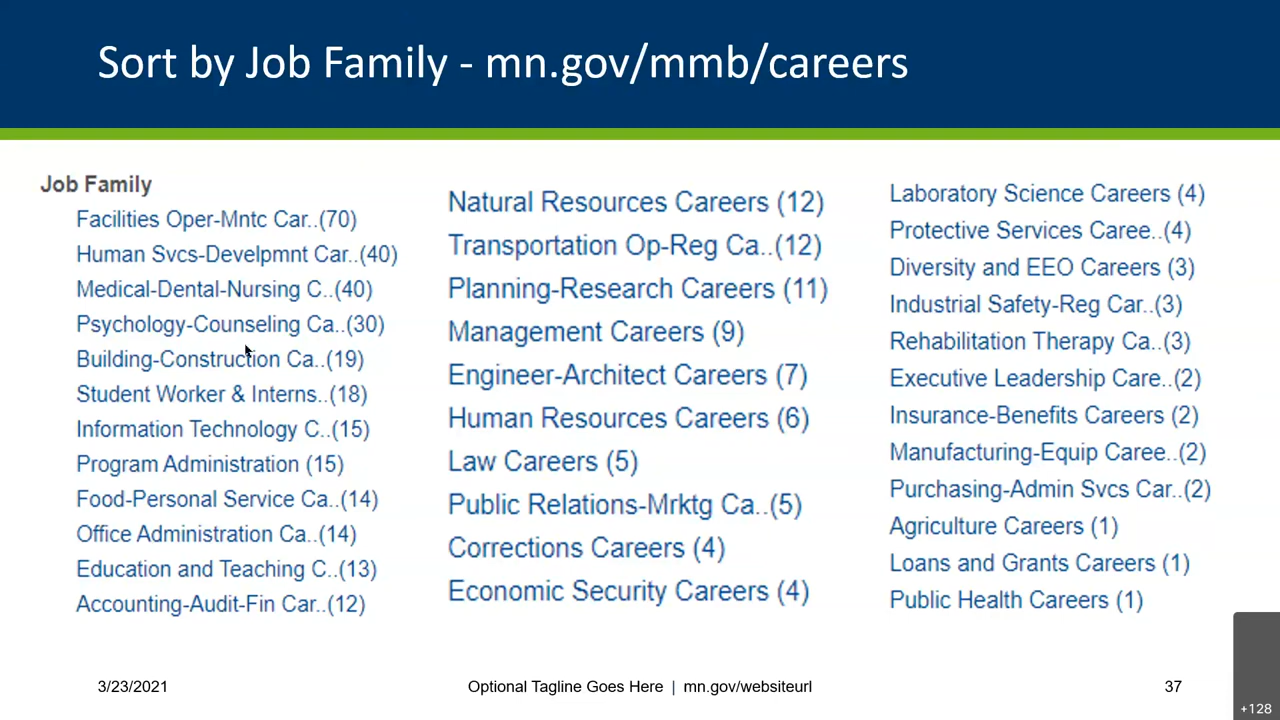 Sort by Job Family - mn.gov/mmb/careers
Job Family
Facilities Oper-Mntc Car..(70)
Human Svcs-Develpmnt Car..(40)
Medical-Dental-Nursing C..(40)
Psychology-Counseling Ca..(30)
Building-Construction Ca..(19)
Student Worker & Interns..(18)
Information Technology C..(15)
Program Administration (15)
Food-Personal Service Ca..(14)
Office Administration Ca..(14)
Education and Teaching C..(13)
Accounting-Audit-Fin Car..(12)
Natural Resources Careers (12)
Transportation Op-Reg Ca..(12)
Planning-Research Careers (11)
Management Careers (9)
Engineer-Architect Careers (7)
Human Resources Careers (6)
Law Careers (5)
Public Relations-Mrktg Ca..(5)
Corrections Careers (4)
Economic Security Careers (4)
Laboratory Science Careers (4)
Protective Services Caree..(4)
Diversity and EEO Careers (3)
Industrial Safety-Reg Car..(3)
Rehabilitation Therapy Ca..(3)
Executive Leadership Care..(2)
Insurance-Benefits Careers (2)
Manufacturing-Equip Caree..(2)
Purchasing-Admin Svcs Car..(2)
Agriculture Careers (1)
Loans and Grants Careers (1)
Public Health Careers (1)
3/23/2021
Optional Tagline Goes Here | mn.gov/websiteurl
37
+128